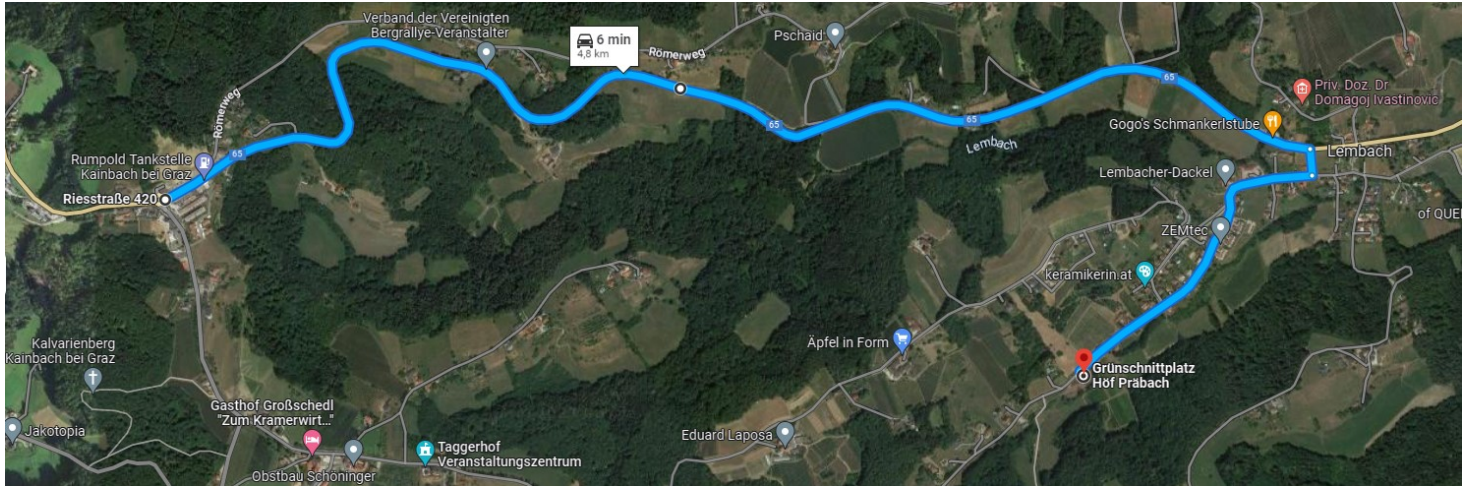 Verband der Vereinigten
Bergrallye-Veranstalter
6 min
4,8 km
Römerweg
Pschaid
65
Priv. Doz. Dr
Domagoj Ivastinovic
Gogo's Schmankerlstube
Römerweg
65
65
65
Lembach
Lembach
Rumpold Tankstelle
Kainbach bei Graz
Riesstraße 420
Lembacher-Dackel
of QUE
ZEMtec
keramikerin.at
Äpfel in Form
Kalvarienberg
Kainbach bei Graz
Grünschnittplatz
Höf Präbach
Gasthof Großschedl
"Zum Kramerwirt..."
Jakotopia
Eduard Laposa
Taggerhof
Veranstaltungszentrum
Obstbau Schöninger